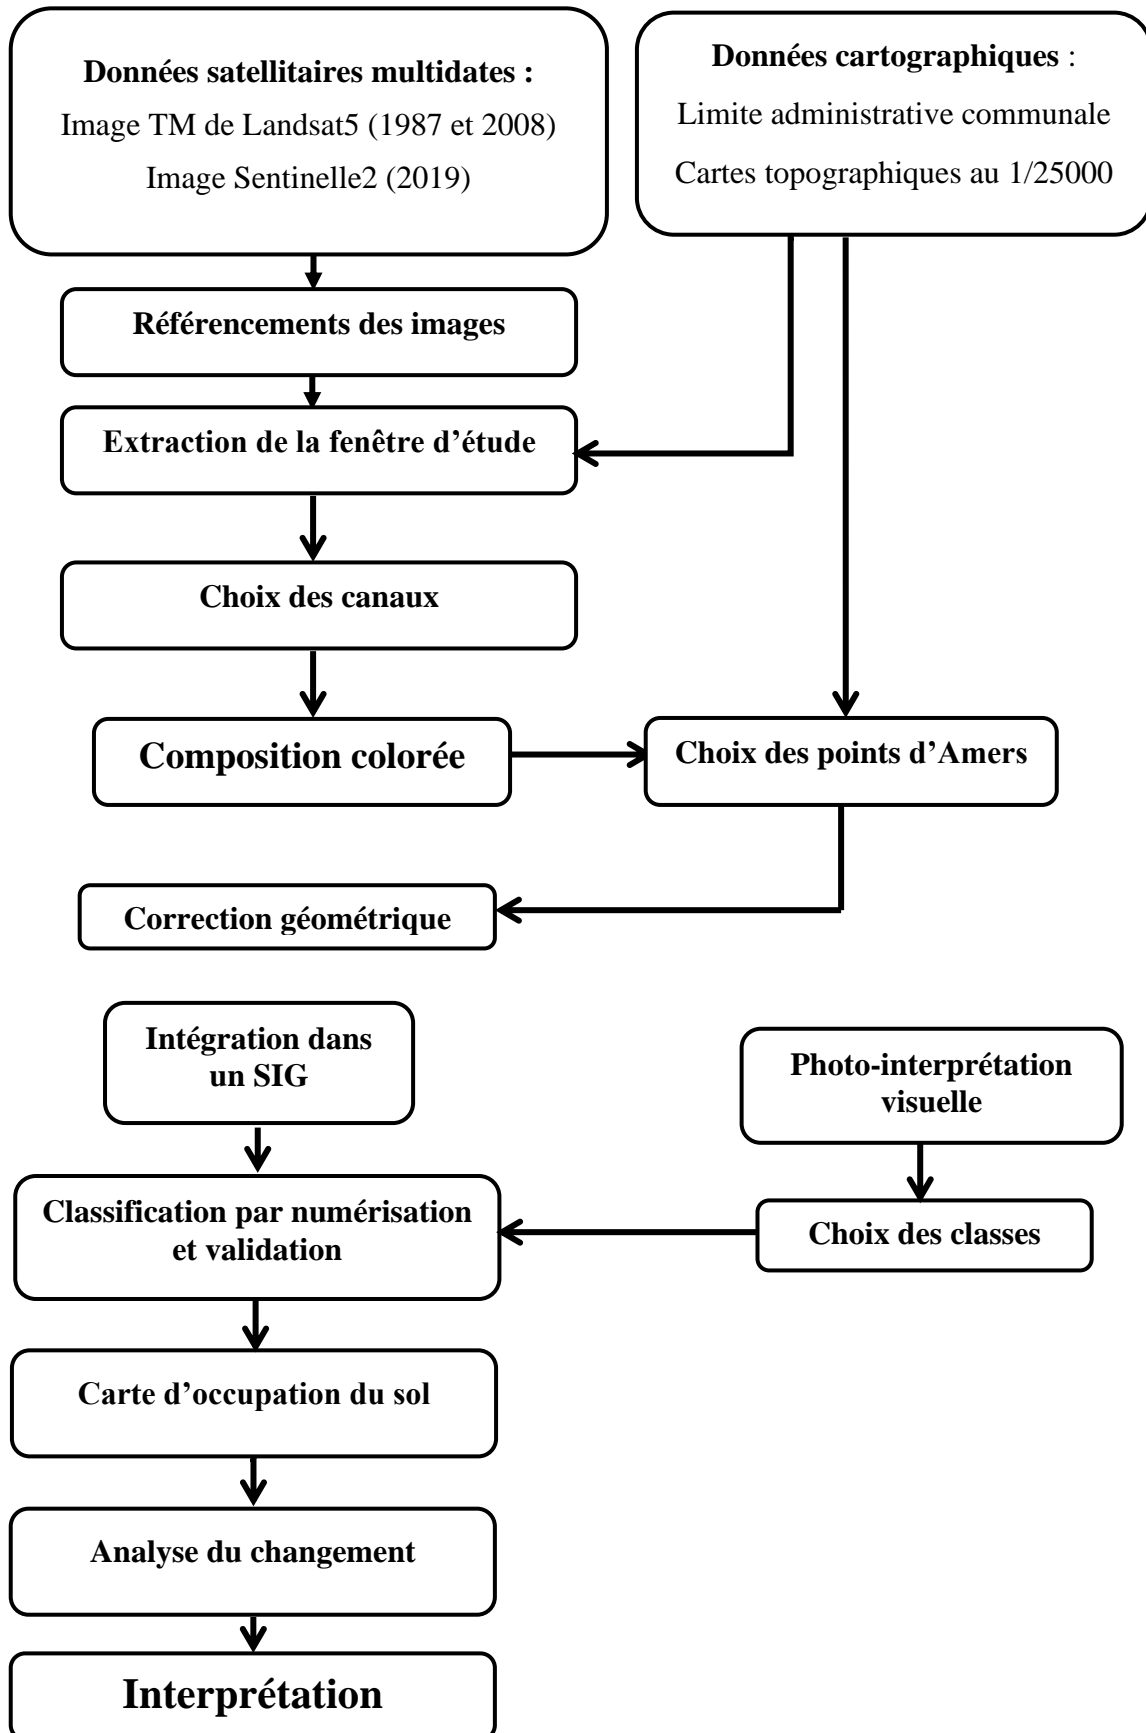 Données satellitaires multidates :
Image TM de Landsat5 (1987 et 2008)
Image Sentinelle2 (2019)
Données cartographiques :
Limite administrative communale
Cartes topographiques au 1/25000
Référencements des images
Extraction de la fenêtre d’étude
Choix des canaux
Composition colorée
Choix des points d’Amers
Correction géométrique
Intégration dans
un SIG
Photo-interprétation
visuelle
Classification par numérisation
et validation
Choix des classes
Carte d’occupation du sol
Analyse du changement
Interprétation